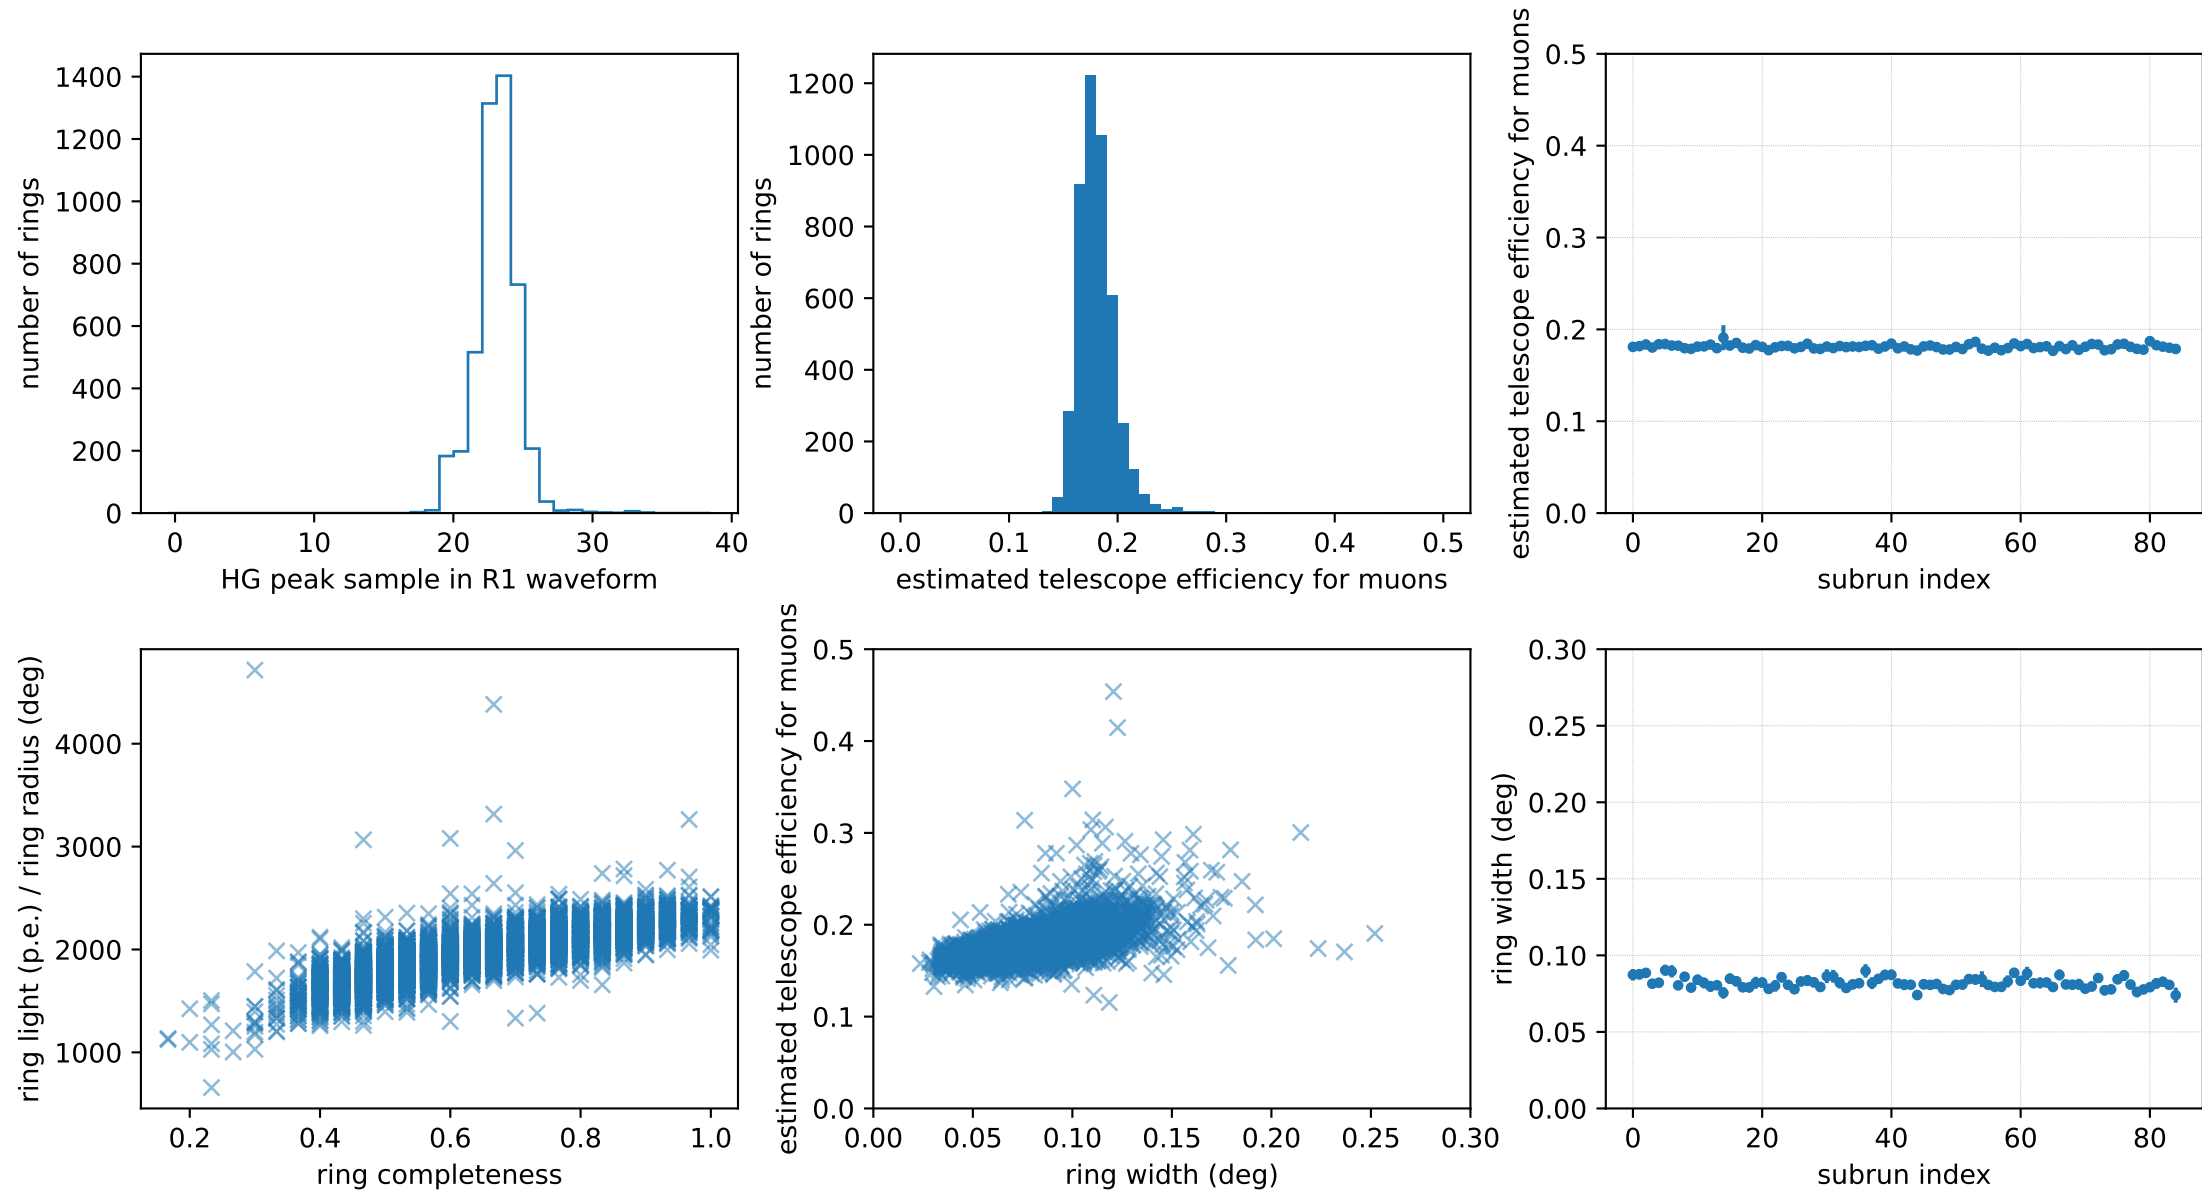 number of rings
1400
1200
1000
800
600
400
200
0
0 10 20 30 40
HG peak sample in R1 waveform
number of rings
1200
1000
800
600
400
200
0
0.0 0.1 0.2 0.3 0.4 0.5
estimated telescope efficiency for muons
estimated telescope efficiency for muons
0.5
0.4
0.3
0.2
0.1
0.0
0 20 40 60 80
subrun index
ring light (p.e.) / ring radius (deg)
4000
3000
2000
1000
0.2 0.4 0.6 0.8 1.0
ring completeness
estimated telescope efficiency for muons
0.5
0.4
0.3
0.2
0.1
0.0
0.00 0.05 0.10 0.15 0.20 0.25 0.30
ring width (deg)
ring width (deg)
0.30
0.25
0.20
0.15
0.10
0.05
0.00
0 20 40 60 80
subrun index